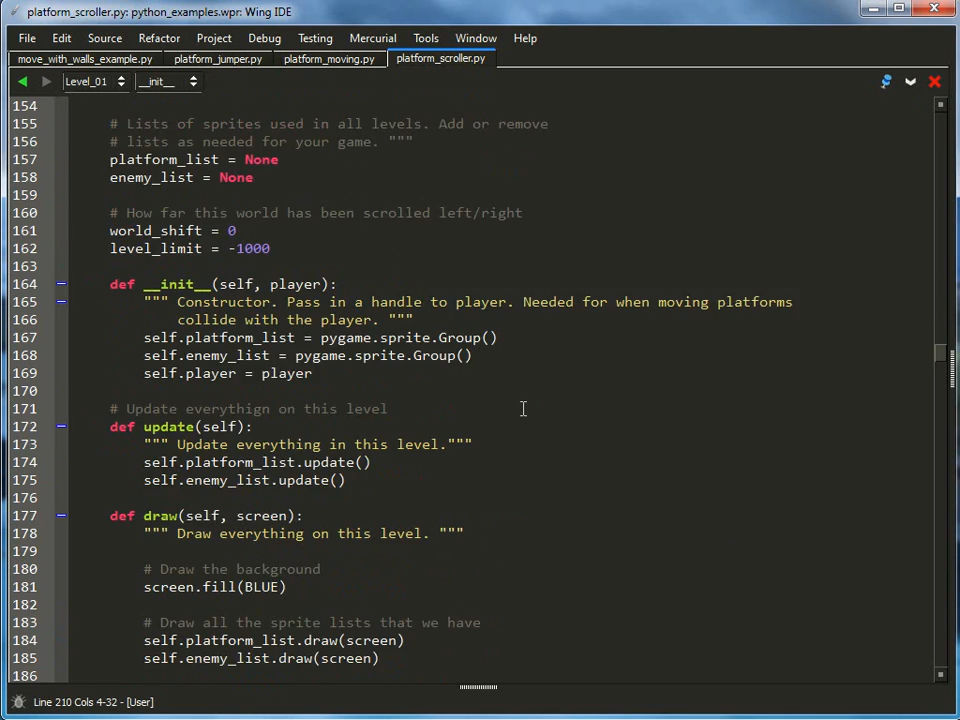 platform_scroller.py: python_examples.wpr: Wing IDE
File Edit Source Refactor Project Debug Testing Mercurial Tools Window Help
move_with_walls_example.py platform_jumper.py platform_moving.py platform_scroller.py
Level_01 __init__
154
155 # Lists of sprites used in all levels. Add or remove
156 # lists as needed for your game. """
157 platform_list = None
158 enemy_list = None
159
160 # How far this world has been scrolled left/right
161 world_shift = 0
162 level_limit = -1000
163
164 def __init__(self, player):
165 """ Constructor. Pass in a handle to player. Needed for when moving platforms
166 collide with the player. """
167 self.platform_list = pygame.sprite.Group()
168 self.enemy_list = pygame.sprite.Group()
169 self.player = player
170
171 # Update everythign on this level
172 def update(self):
173 """ Update everything in this level."""
174 self.platform_list.update()
175 self.enemy_list.update()
176
177 def draw(self, screen):
178 """ Draw everything on this level. """
179
180 # Draw the background
181 screen.fill(BLUE)
182
183 # Draw all the sprite lists that we have
184 self.platform_list.draw(screen)
185 self.enemy_list.draw(screen)
186
Line 210 Cols 4-32 - [User]